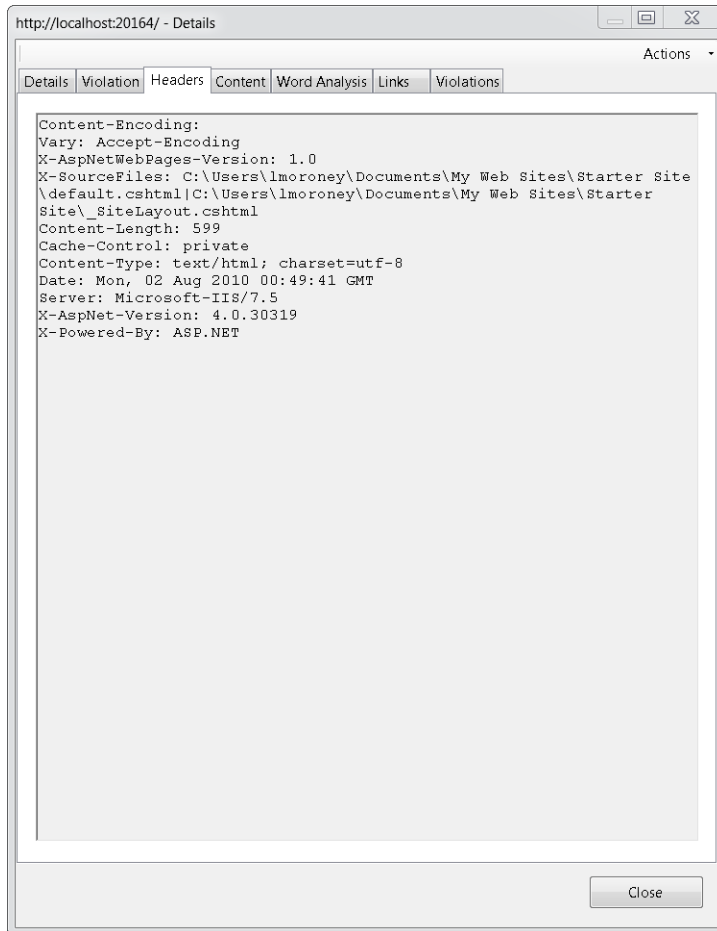 http://localhost:20164/ - Details
Actions
Details Violation Headers Content Word Analysis Links Violations
Content-Encoding:
Vary: Accept-Encoding
X-AspNetWebPages-Version: 1.0
X-SourceFiles: C:\Users\lmoroney\Documents\My Web Sites\Starter Site
\default.cshtml|C:\Users\lmoroney\Documents\My Web Sites\Starter
Site\_SiteLayout.cshtml
Content-Length: 599
Cache-Control: private
Content-Type: text/html; charset=utf-8
Date: Mon, 02 Aug 2010 00:49:41 GMT
Server: Microsoft-IIS/7.5
X-AspNet-Version: 4.0.30319
X-Powered-By: ASP.NET
Close